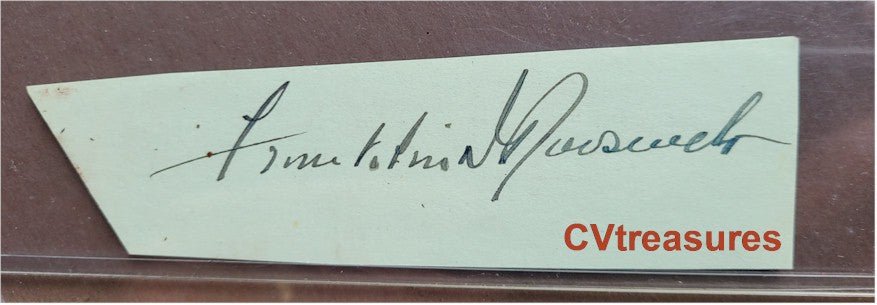 Franklin D Roosevelt
CVtreasures